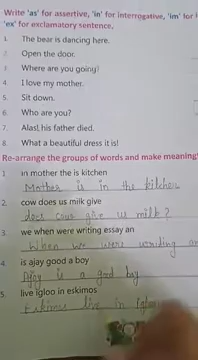 Write 'as' for assertive, 'in' for interrogative, 'im' for
'ex' for exclamatory sentence.
1. The bear is dancing here.
2. Open the door.
3. Where are you going?
4. I love my mother.
5. Sit down.
6. Who are you?
7. Alas! his father died.
8. What a beautiful dress it is!
Re-arrange the groups of words and make meaning
1. in mother the is kitchen
Mother is in the kitchen
2. cow does us milk give
does cow give us milk?
3. we when were writing essay an
When we were writing an
4. is ajay good a boy
Ajay is a good boy
5. live igloo in eskimos
Eskimos live in